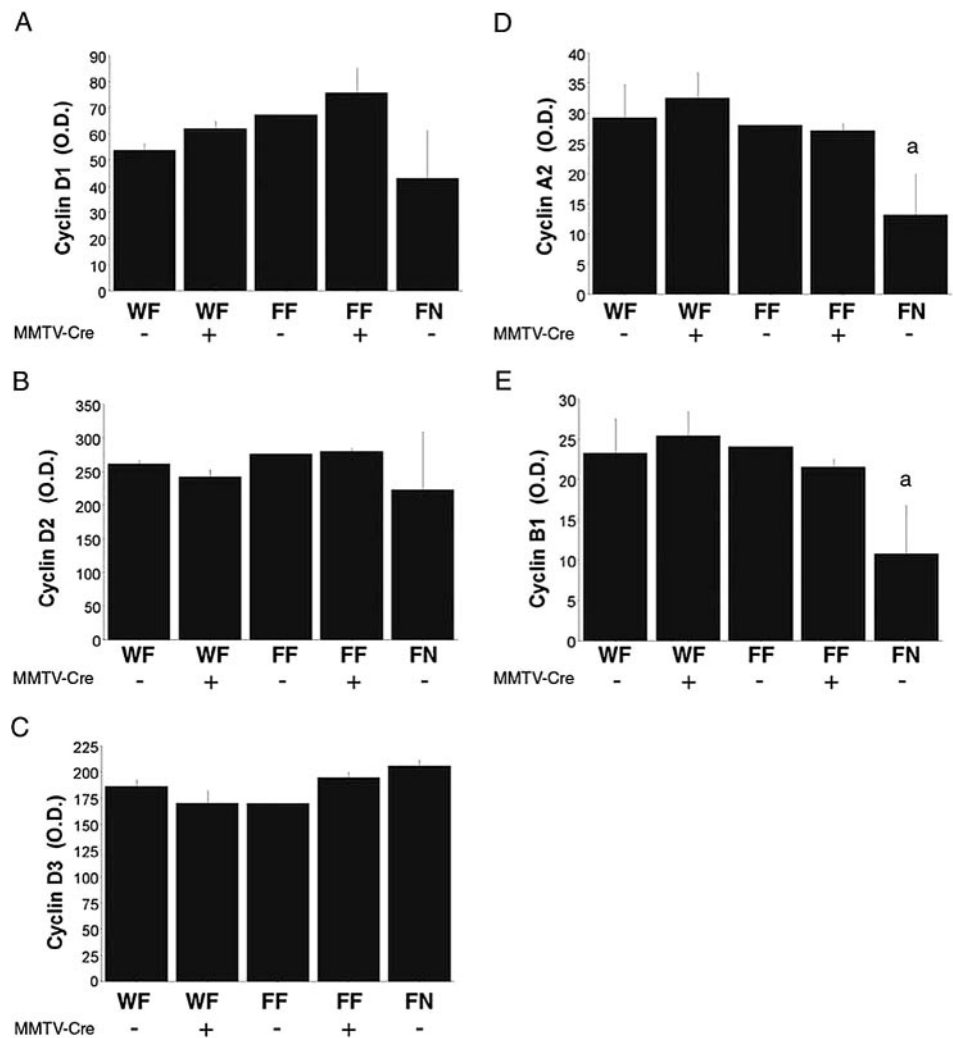 A
Cyclin D1 (O.D.)
90
80
70
60
50
40
30
20
10
0
WF WF FF FF FN
MMTV-Cre - + - + -
B
Cyclin D2 (O.D.)
350
300
250
200
150
100
50
0
WF WF FF FF FN
MMTV-Cre - + - + -
C
Cyclin D3 (O.D.)
225
200
175
150
125
100
75
50
25
0
WF WF FF FF FN
MMTV-Cre - + - + -
D
Cyclin A2 (O.D.)
40
35
30
25
20
15
10
5
0
a
WF WF FF FF FN
MMTV-Cre - + - + -
E
Cyclin B1 (O.D.)
30
25
20
15
10
5
0
a
WF WF FF FF FN
MMTV-Cre - + - + -